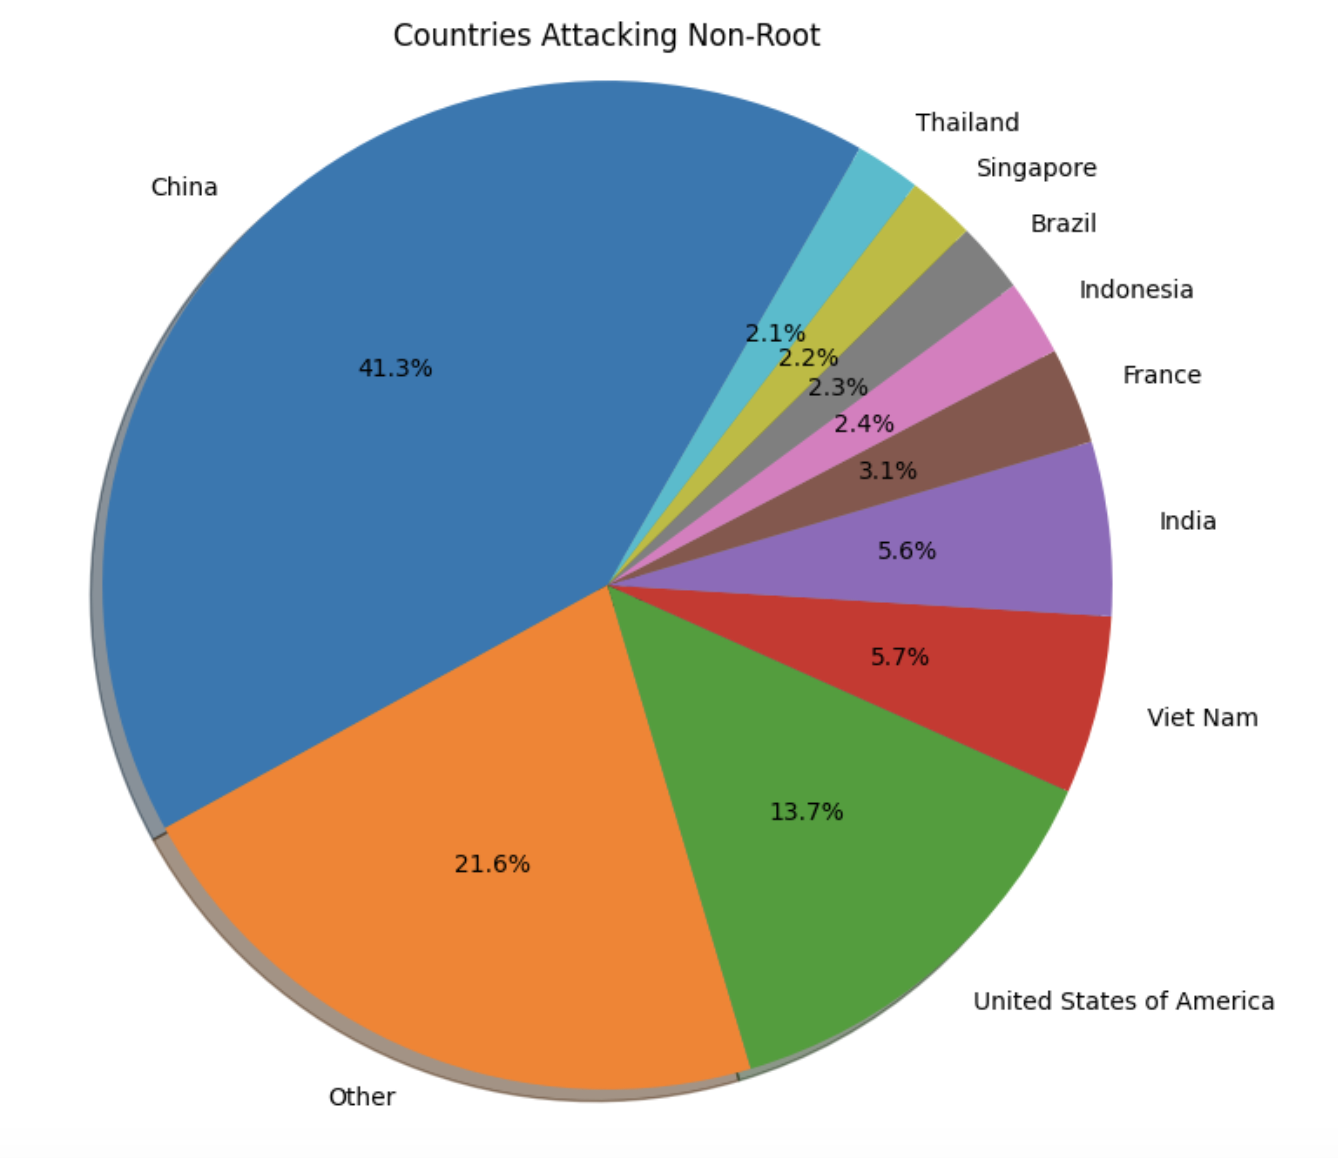 Countries Attacking Non-Root
Thailand
Singapore
China
Brazil
Indonesia
2.1%
2.2%
41.3%
France
2.3%
2.4%
3.1%
India
5.6%
5.7%
Viet Nam
13.7%
21.6%
United States of America
Other